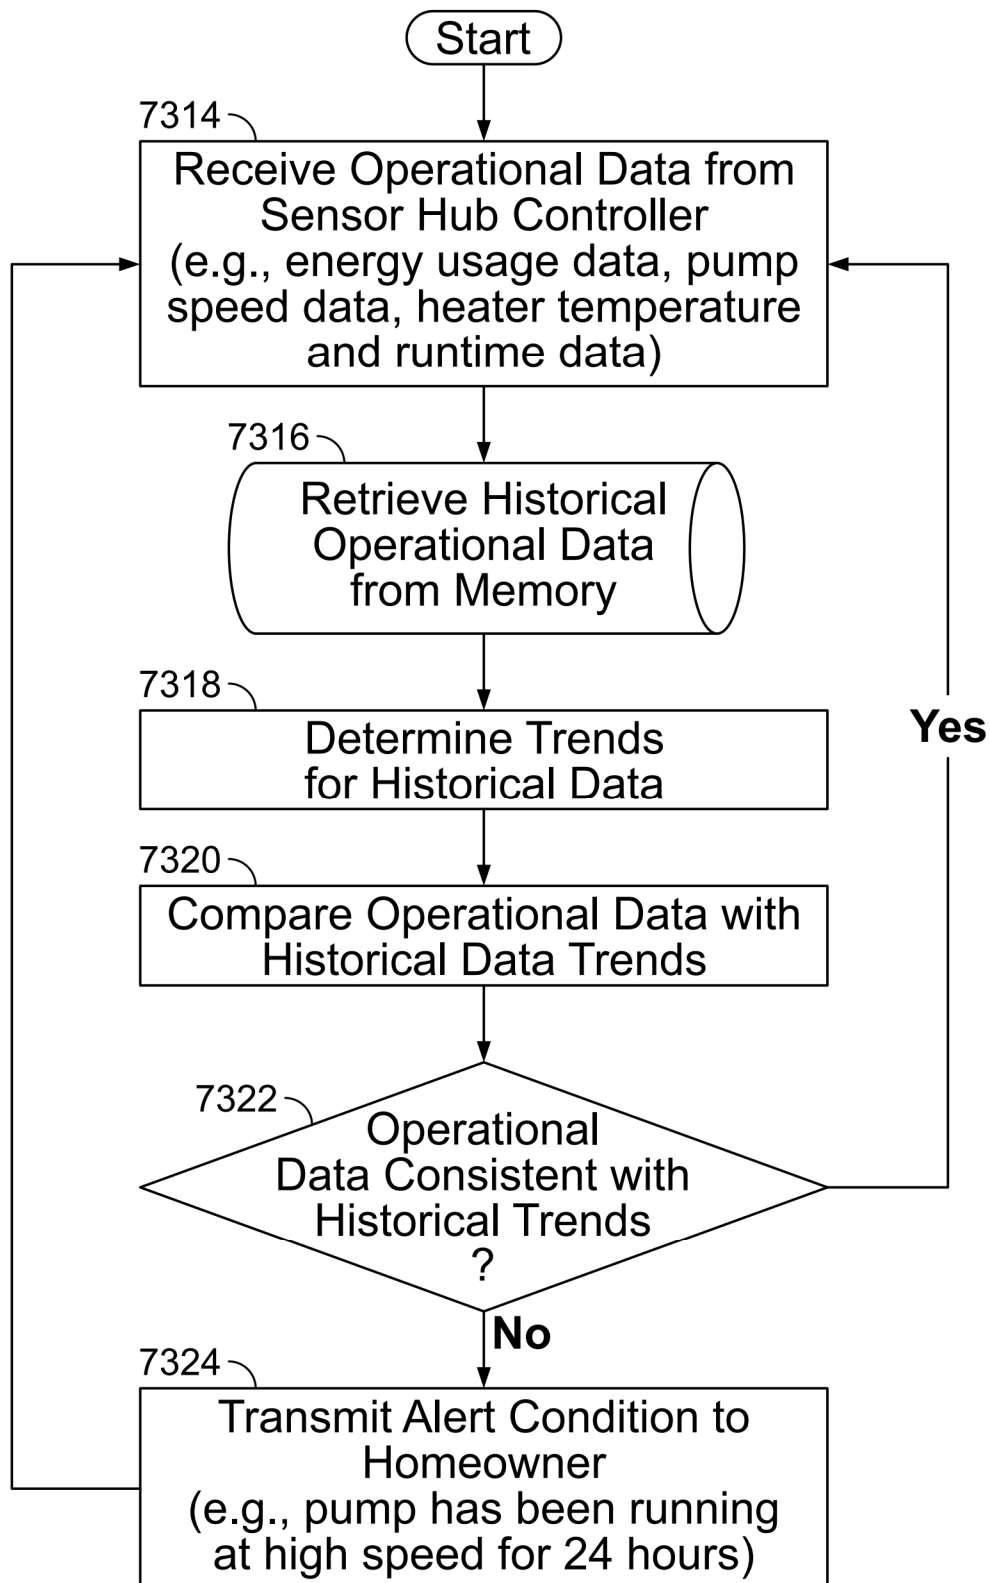 Start
7314
Receive Operational Data from
Sensor Hub Controller
(e.g., energy usage data, pump
speed data, heater temperature
and runtime data)
7316
Retrieve Historical
Operational Data
from Memory
7318
Determine Trends
for Historical Data
Yes
7320
Compare Operational Data with
Historical Data Trends
7322
Operational
Data Consistent with
Historical Trends
?
No
7324
Transmit Alert Condition to
Homeowner
(e.g., pump has been running
at high speed for 24 hours)